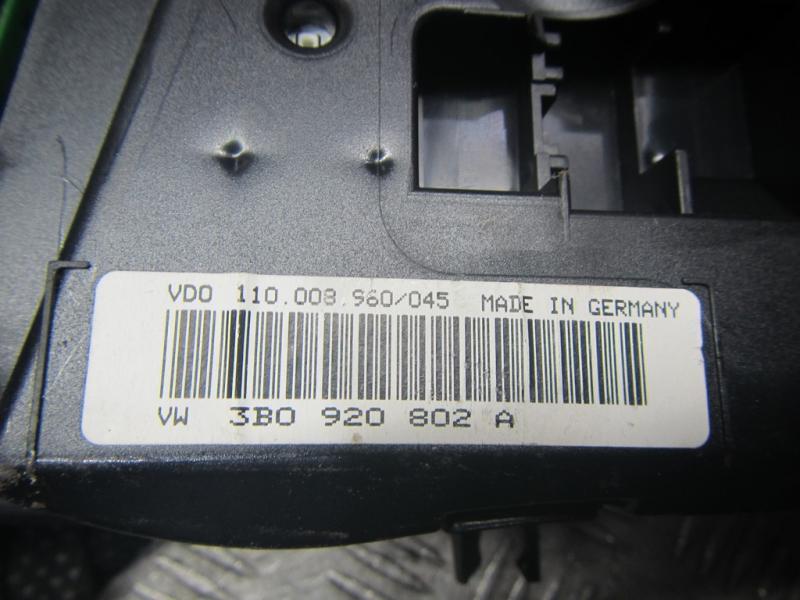 VDO 110.008.960/045 MADE IN GERMANY
VW 3B0 920 802 A